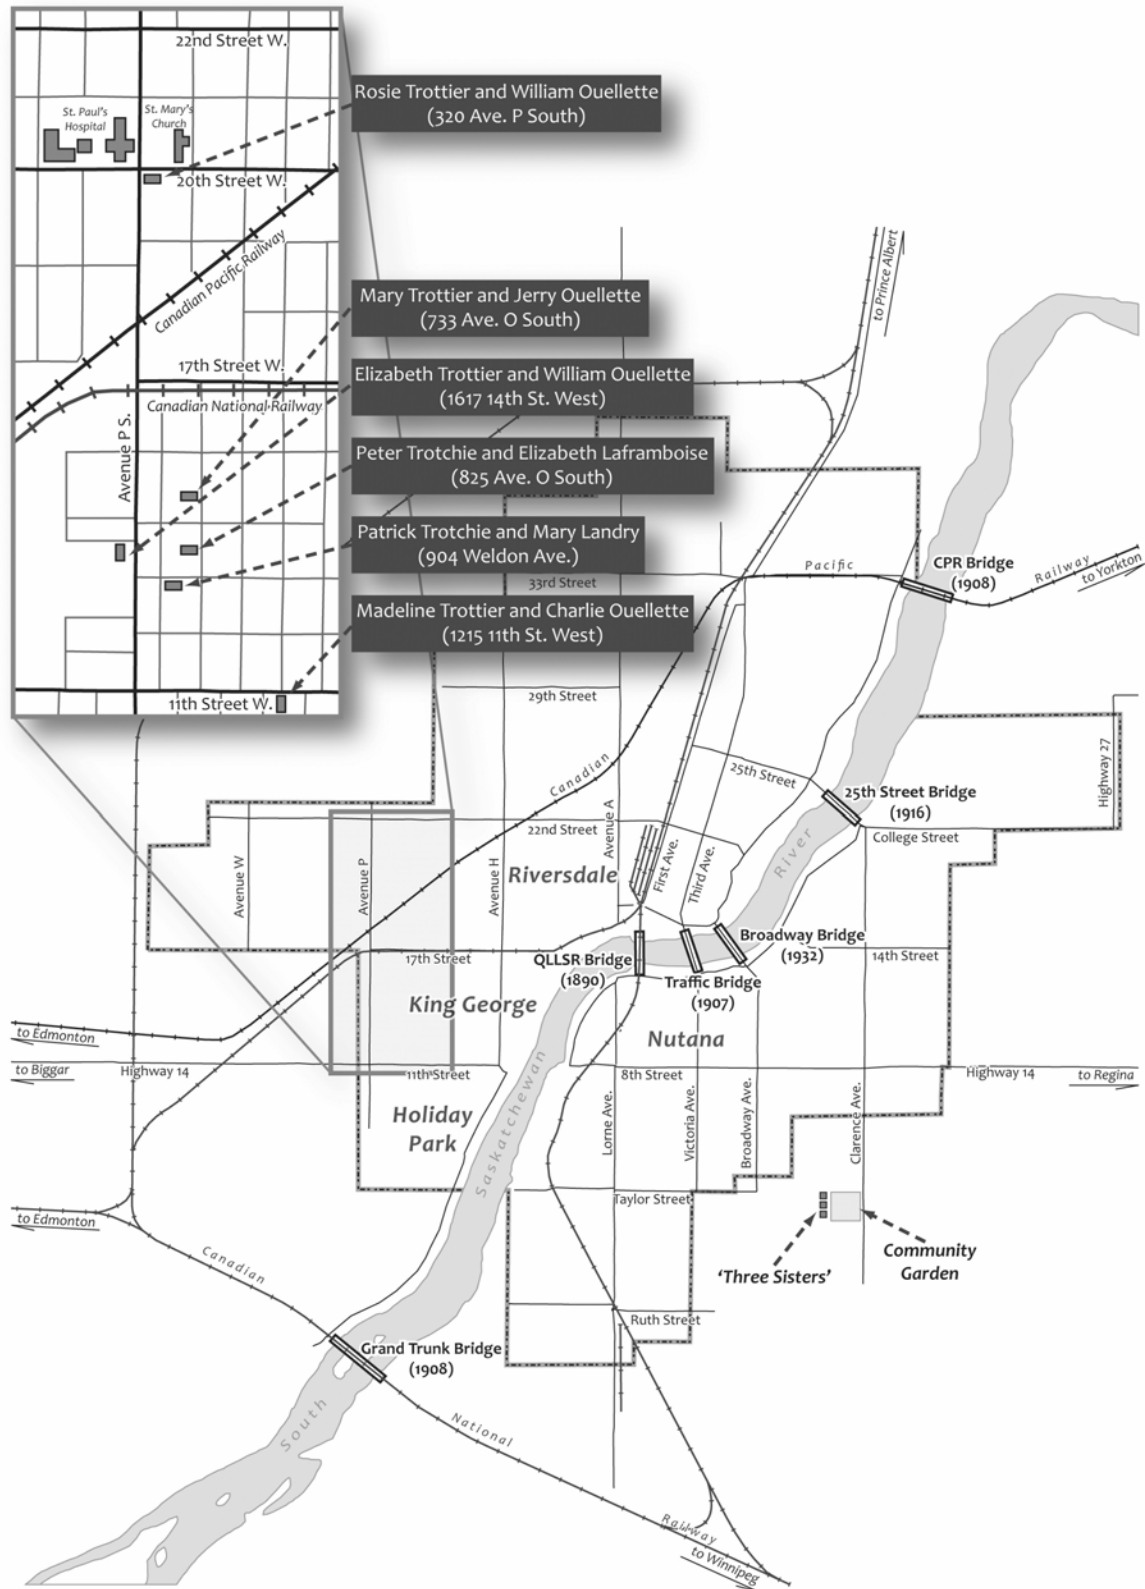 22nd Street W.
St. Paul's
Hospital
St. Mary's
Church
20th Street W.
Canadian Pacific Railway
17th Street W.
Canadian National Railway
Avenue P S.
11th Street W.
Rosie Trottier and William Ouellette
(320 Ave. P South)
Mary Trottier and Jerry Ouellette
(733 Ave. O South)
Elizabeth Trottier and William Ouellette
(1617 14th St. West)
Peter Trotchie and Elizabeth Laframboise
(825 Ave. O South)
Patrick Trotchie and Mary Landry
(904 Weldon Ave.)
Madeline Trottier and Charlie Ouellette
(1215 11th St. West)
to Prince Albert
33rd Street
Pacific
CPR Bridge
(1908)
Railway
to Yorkton
29th Street
Canadian
25th Street
25th Street Bridge
(1916)
Highway 27
College Street
22nd Street
Avenue A
River
Avenue W
Avenue P
Avenue H
Riversdale
First Ave.
Third Ave.
17th Street
QLLSR Bridge
(1890)
Traffic Bridge
(1907)
Broadway Bridge
(1932)
14th Street
King George
Nutana
to Edmonton
to Biggar
Highway 14
11th Street
8th Street
Highway 14
to Regina
Holiday
Park
Saskatchewan
Lorne Ave.
Victoria Ave.
Broadway Ave.
Clarence Ave.
Taylor Street
to Edmonton
Canadian
'Three Sisters'
Community
Garden
Ruth Street
Grand Trunk Bridge
(1908)
South
National
Railway
to Winnipeg